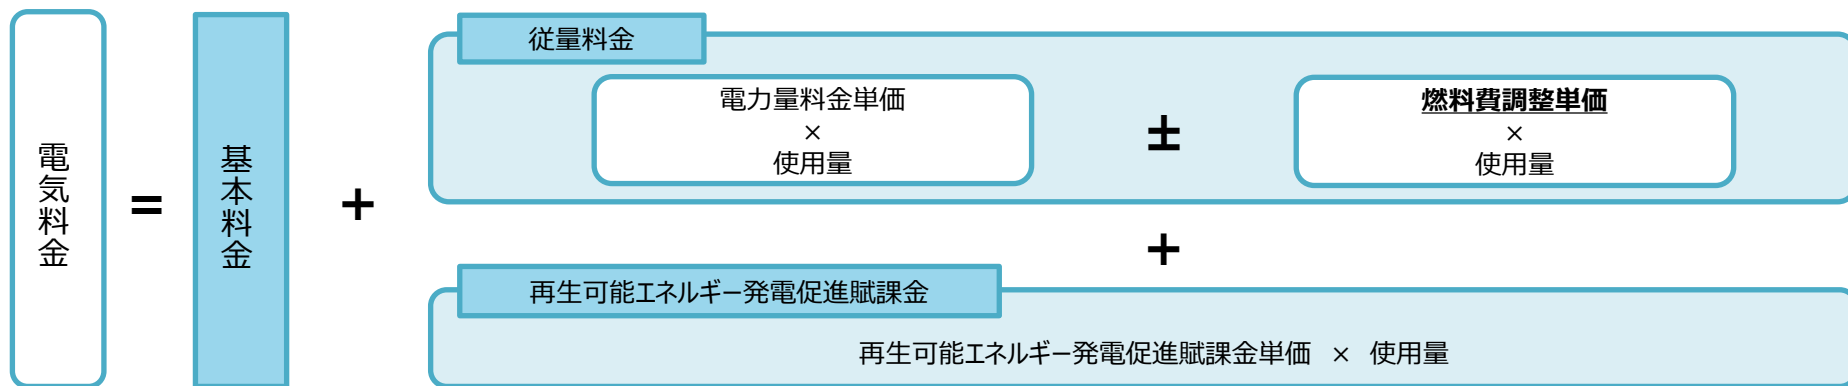 電気料金
=
基本料金
+
従量料金
電力量料金単価
×
使用量
±
燃料費調整単価
×
使用量
+
再生可能エネルギー発電促進賦課金
再生可能エネルギー発電促進賦課金単価 × 使用量